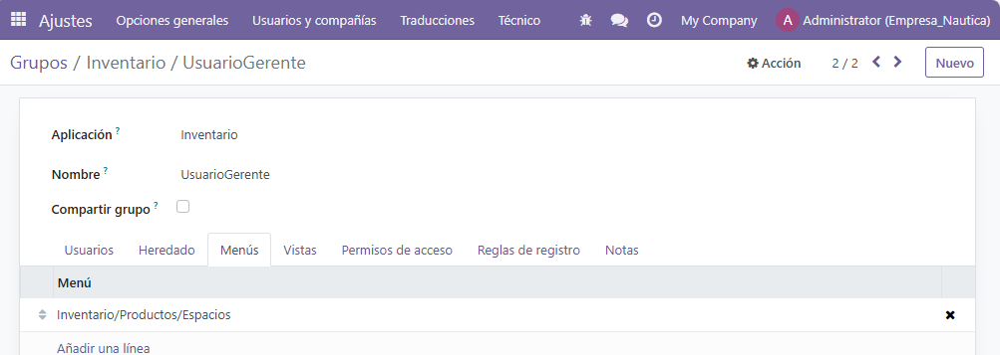 Ajustes Opciones generales Usuarios y compañías Traducciones Técnico My Company A Administrator (Empresa_Nautica)
Grupos / Inventario / UsuarioGerente Acción 2 / 2 Nuevo
Aplicación ? Inventario
Nombre ? UsuarioGerente
Compartir grupo ?
Usuarios Heredado Menús Vistas Permisos de acceso Reglas de registro Notas
Menú
Inventario/Productos/Espacios
Añadir una línea